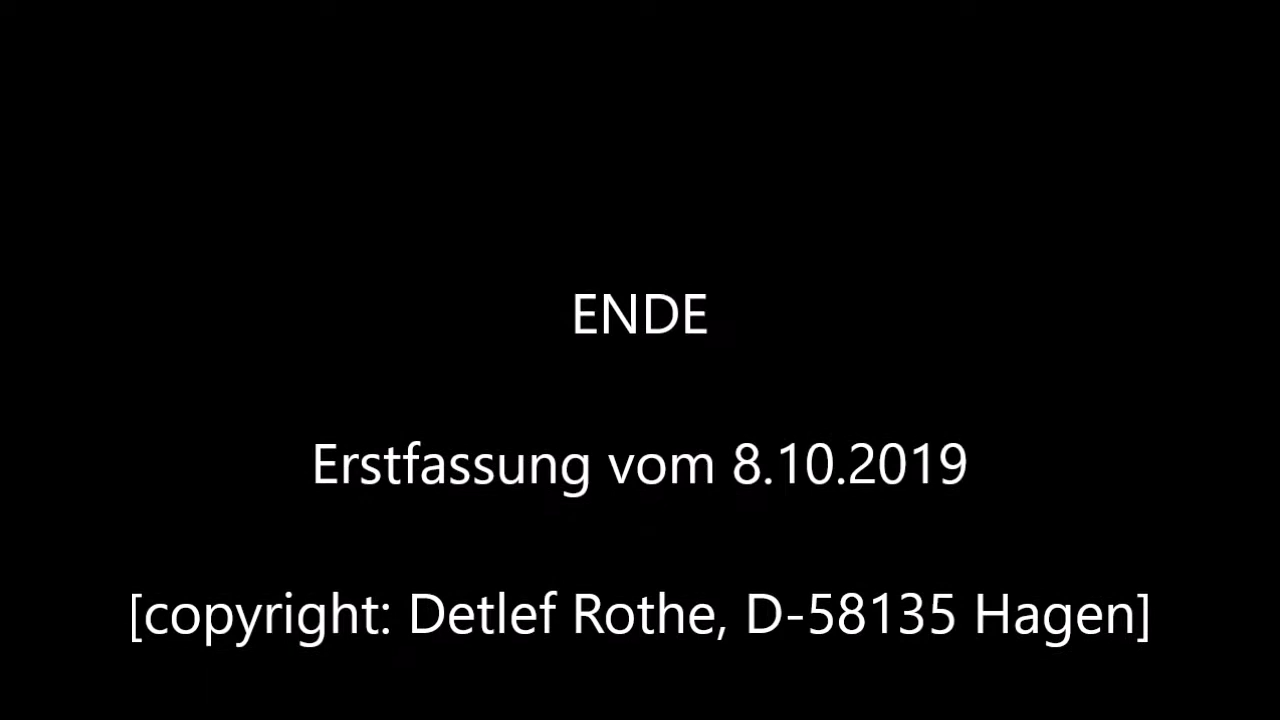 ENDE
Erstfassung vom 8.10.2019
[copyright: Detlef Rothe, D-58135 Hagen]